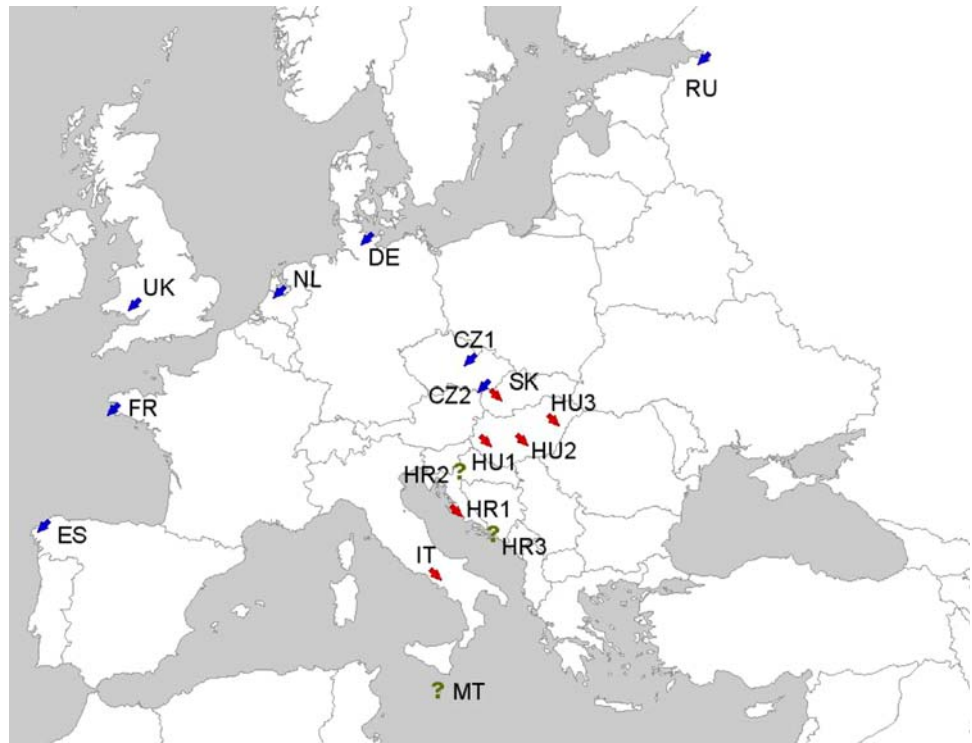 RU
DE
NL
UK
CZ1
SK
CZ2
HU3
FR
HU2
HU1
HR2
?
HR1
ES
?
HR3
IT
? MT